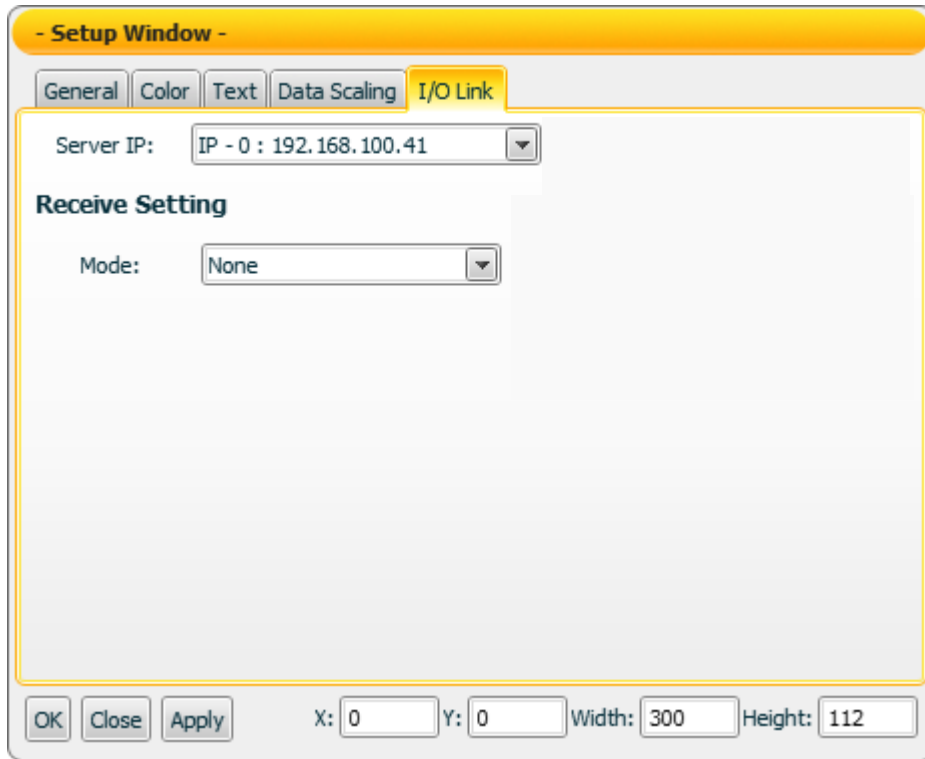 - Setup Window -
General Color Text Data Scaling I/O Link
Server IP: IP - 0 : 192.168.100.41
Receive Setting
Mode: None
OK Close Apply X: 0 Y: 0 Width: 300 Height: 112